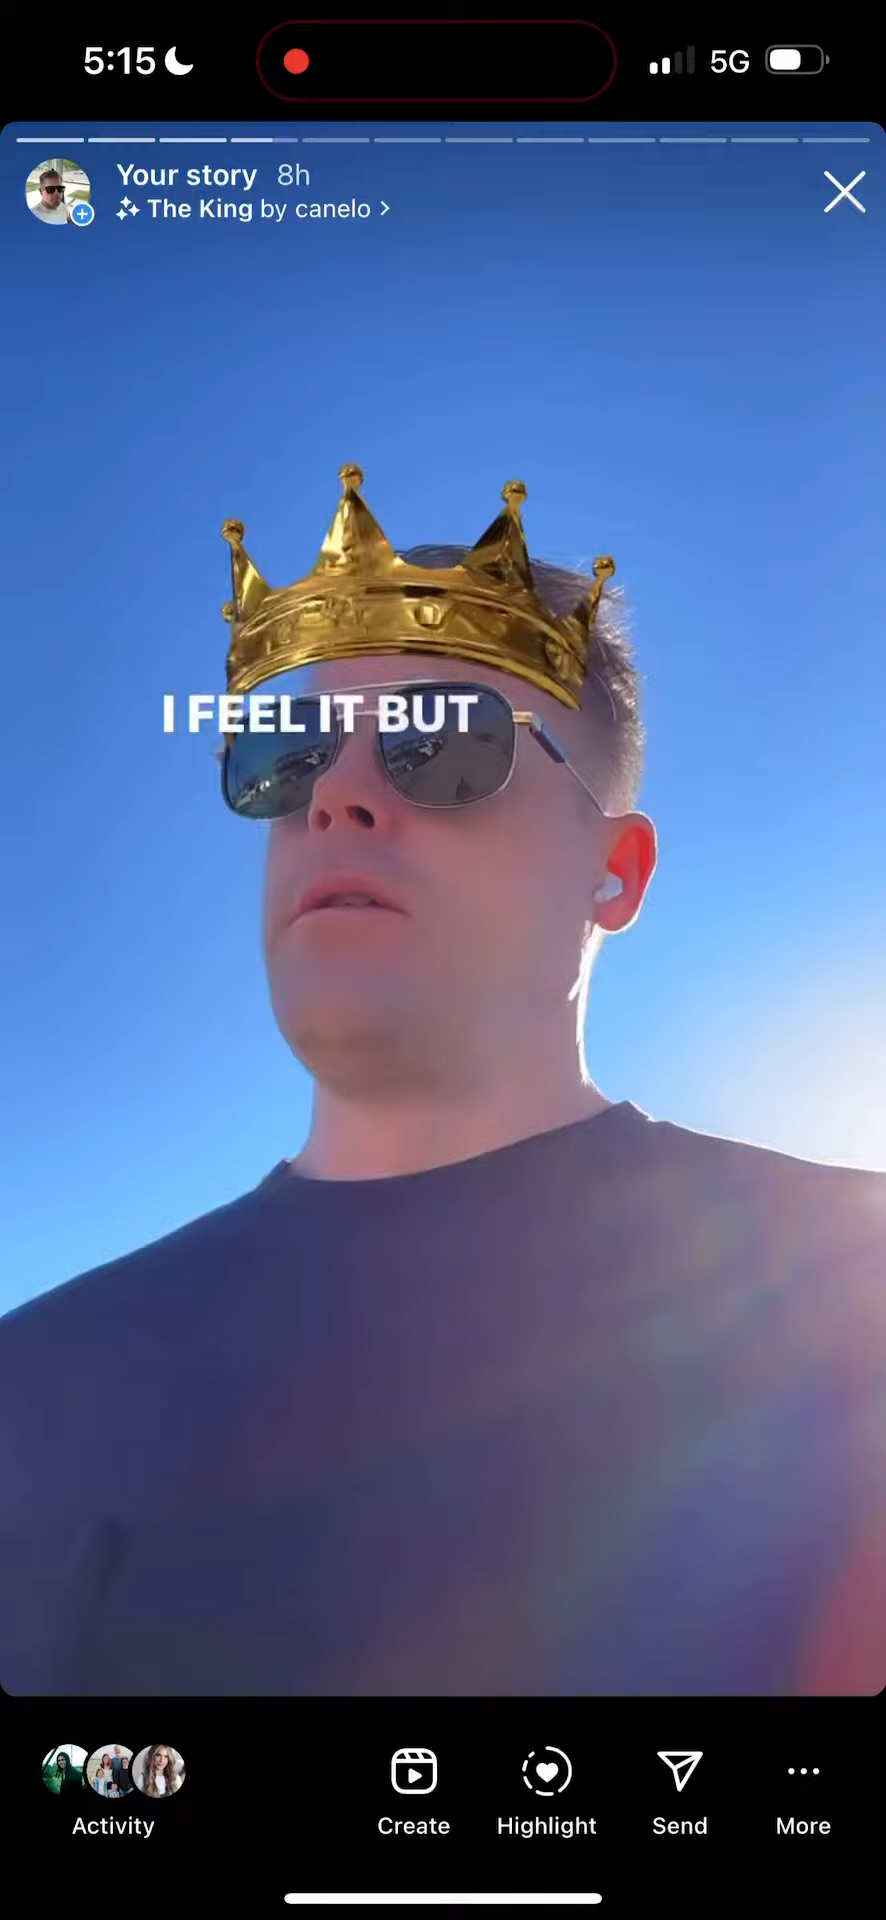 5:15
5G
Your story 8h
The King by canelo
I FEEL IT BUT
Activity
Create
Highlight
Send
More